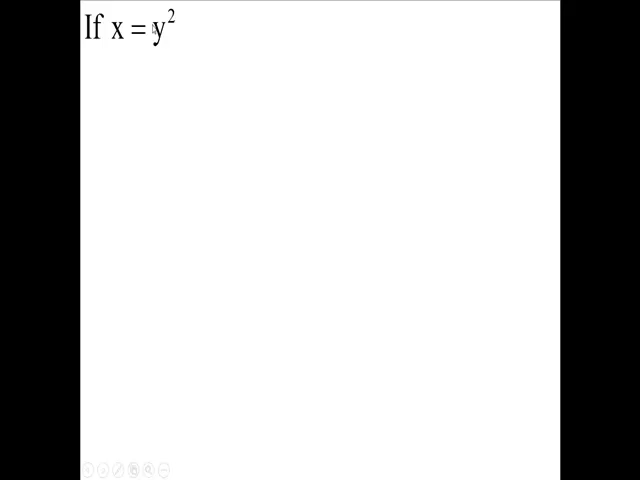 If x = y²